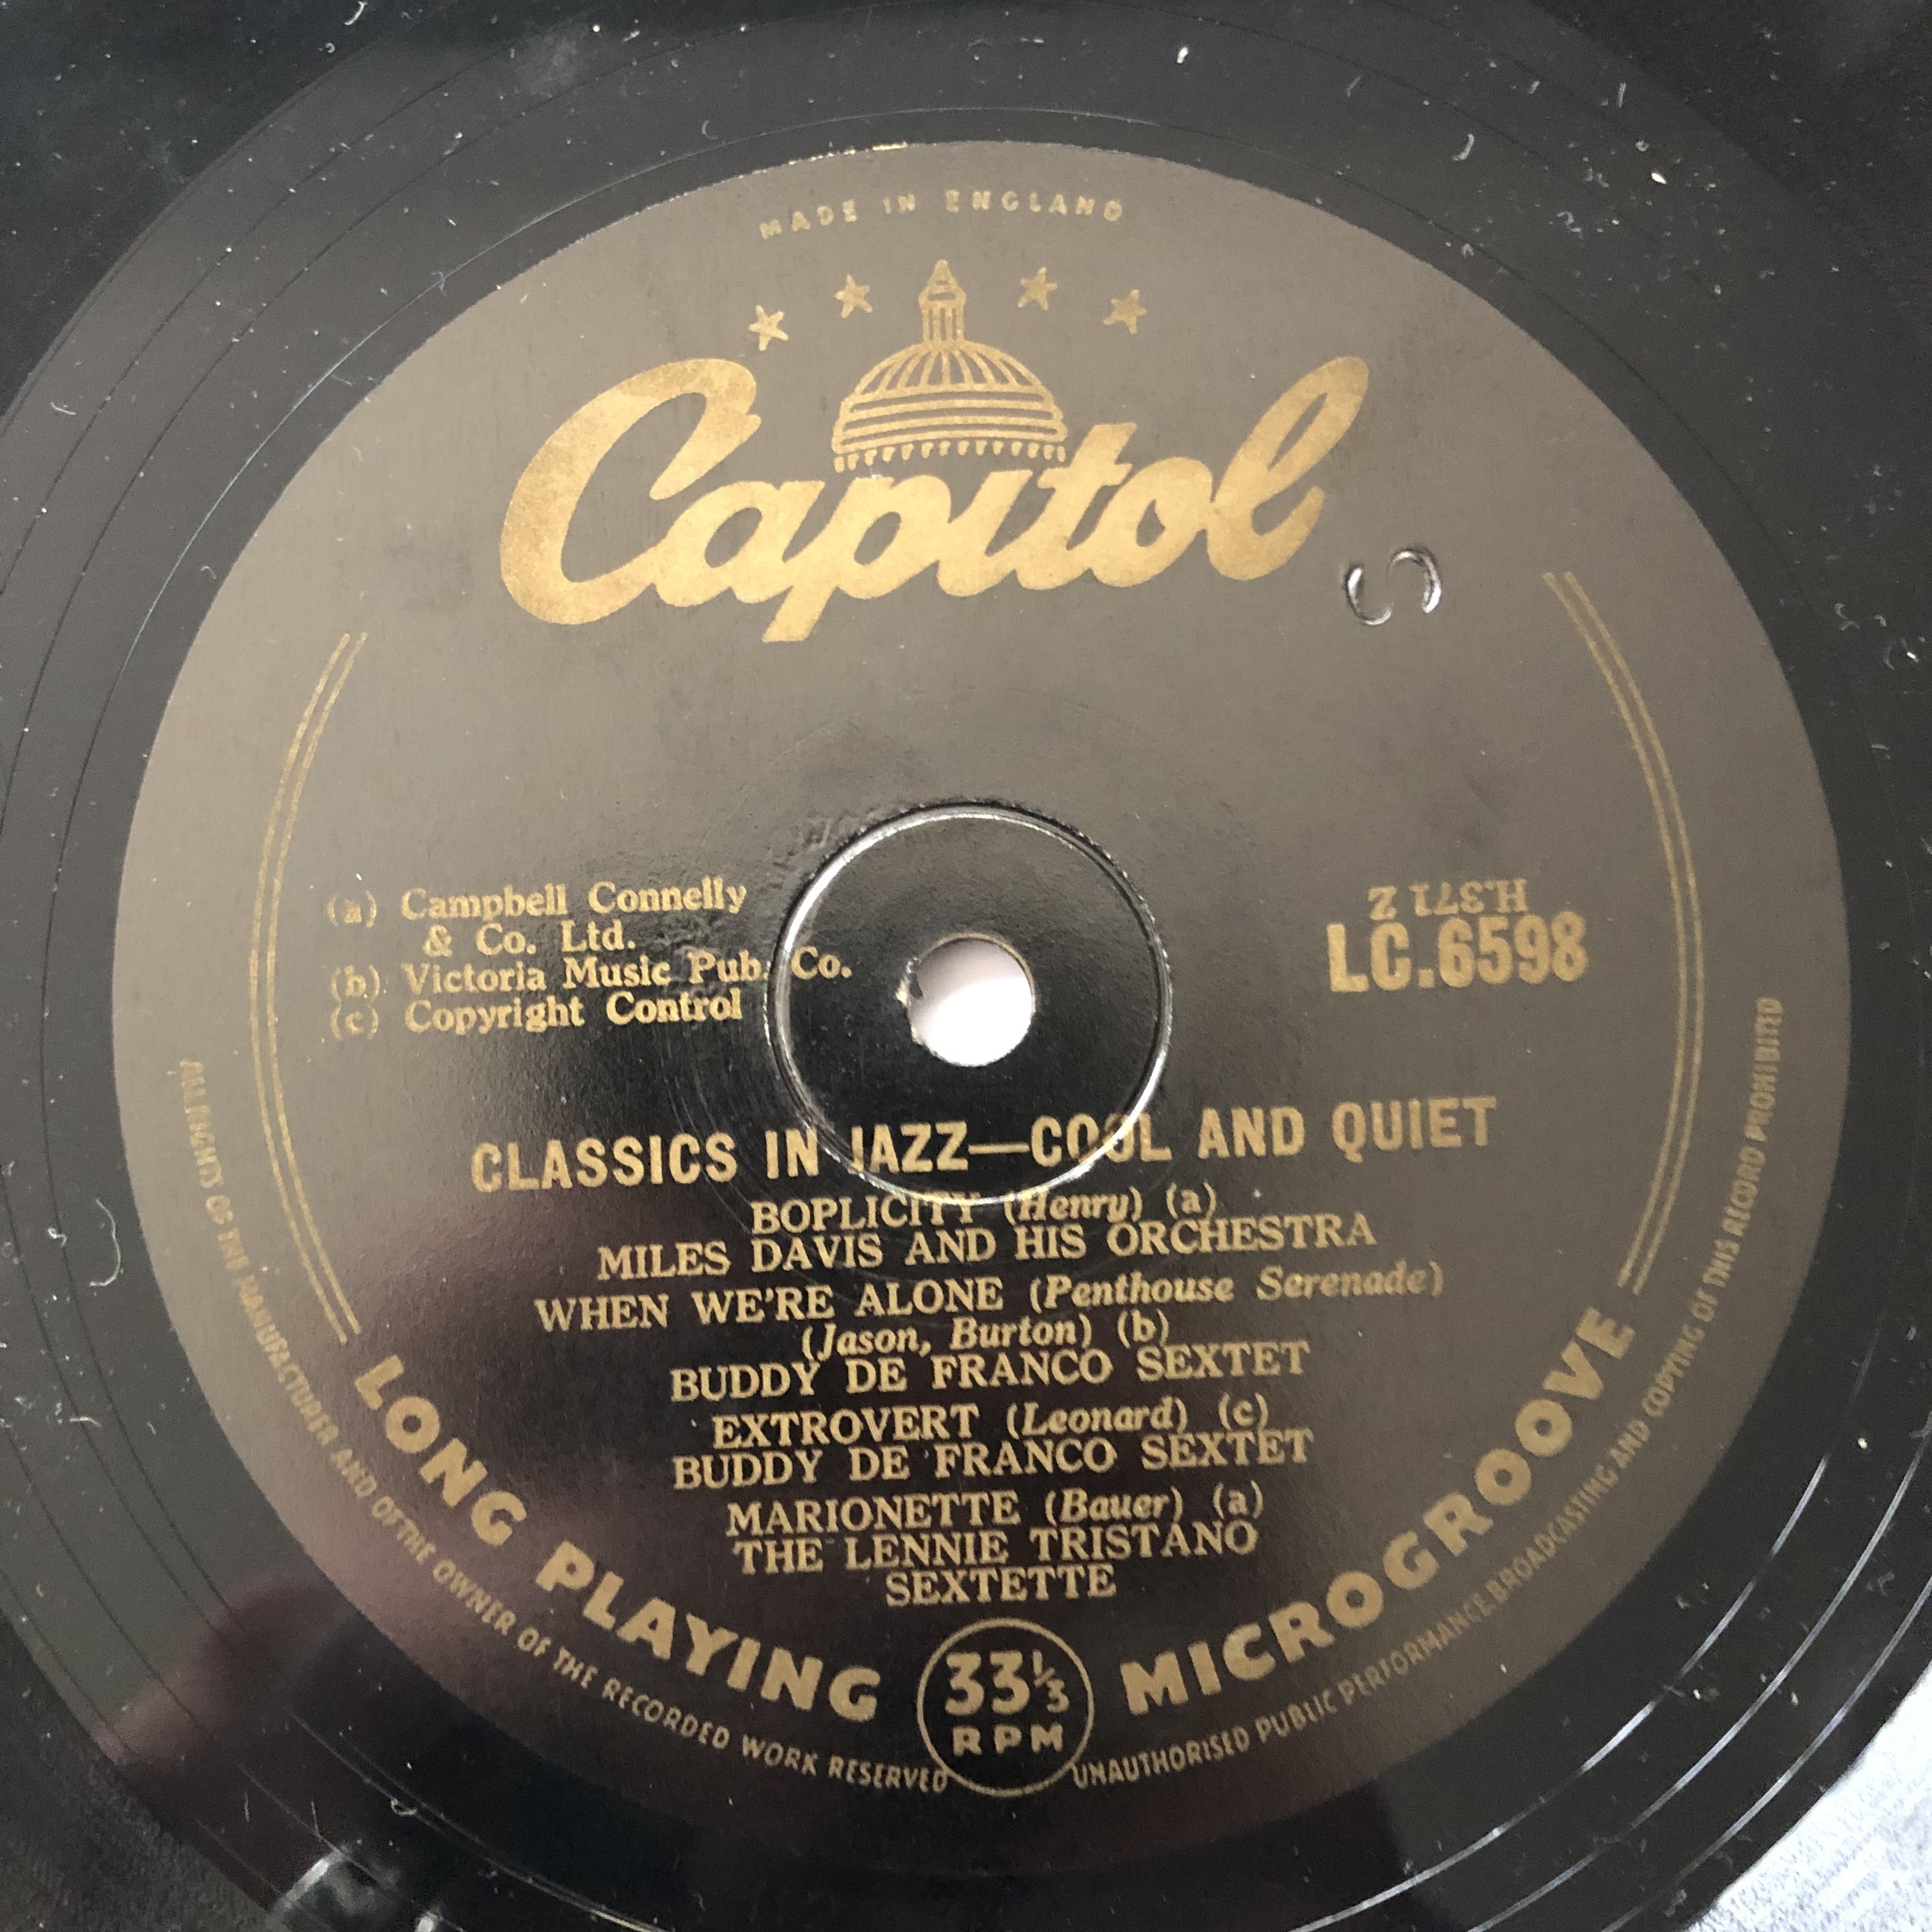 MADE IN ENGLAND
Capitol
(a) Campbell Connelly
& Co. Ltd.
(b) Victoria Music Pub. Co.
(c) Copyright Control
H.371 Z
LC.6598
CLASSICS IN JAZZ—COOL AND QUIET
BOPLICITY (Henry) (a)
MILES DAVIS AND HIS ORCHESTRA
WHEN WE'RE ALONE (Penthouse Serenade)
(Jason, Burton) (b)
BUDDY DE FRANCO SEXTET
EXTROVERT (Leonard) (c)
BUDDY DE FRANCO SEXTET
MARIONETTE (Bauer) (a)
THE LENNIE TRISTANO
SEXTETTE
LONG PLAYING 33⅓ RPM MICROGROOVE
ALL RIGHTS OF THE MANUFACTURER AND OF THE OWNER OF THE RECORDED WORK RESERVED
UNAUTHORISED PUBLIC PERFORMANCE, BROADCASTING AND COPYING OF THIS RECORD PROHIBITED